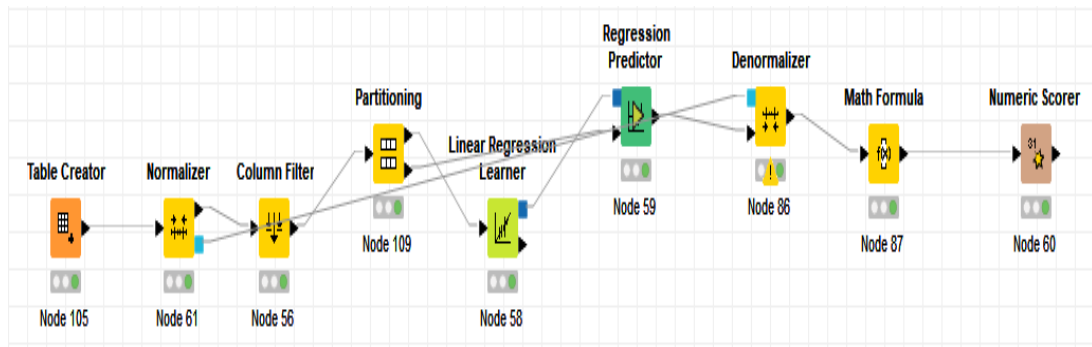 Regression
Predictor
Denormalizer
Partitioning
Math Formula
Numeric Scorer
Linear Regression
Learner
Table Creator
Normalizer
Column Filter
f(x)
31
Node 59
Node 86
Node 109
Node 87
Node 60
Node 105
Node 61
Node 56
Node 58